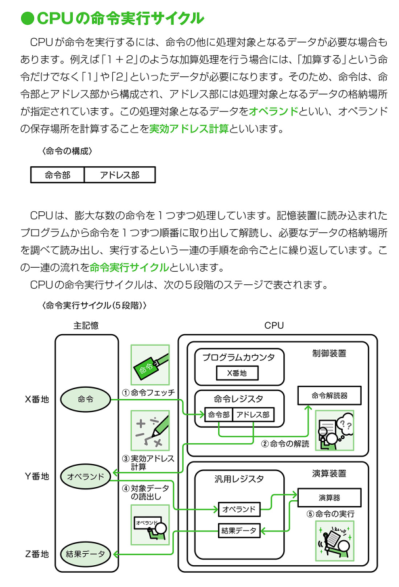 ●CPUの命令実行サイクル
CPUが命令を実行するには、命令の他に処理対象となるデータが必要な場合も
あります。例えば「1+2」のような加算処理を行う場合には、「加算する」という命
令だけでなく「1」や「2」といったデータが必要になります。そのため、命令は、命
令部とアドレス部から構成され、アドレス部には処理対象となるデータの格納場所
が指定されています。この処理対象となるデータをオペランドといい、オペランド
の保存場所を計算することを実効アドレス計算といいます。
〈命令の構成〉
命令部 アドレス部
CPUは、膨大な数の命令を1つずつ処理しています。記憶装置に読み込まれた
プログラムから命令を1つずつ順番に取り出して解読し、必要なデータの格納場所
を調べて読み出し、実行するという一連の手順を命令ごとに繰り返しています。こ
の一連の流れを命令実行サイクルといいます。
CPUの命令実行サイクルは、次の5段階のステージで表されます。
〈命令実行サイクル(5段階)〉
主記憶 CPU
プログラムカウンタ
X番地
制御装置
命令
①命令フェッチ
X番地
命令
命令レジスタ
命令部 アドレス部
命令解読器
②命令の解読
? ?
③実効アドレス
計算
Y番地
オペランド
④対象データ
の読出し
オペランド
汎用レジスタ
オペランド
結果データ
演算装置
演算器
⑤命令の実行
Z番地
結果データ